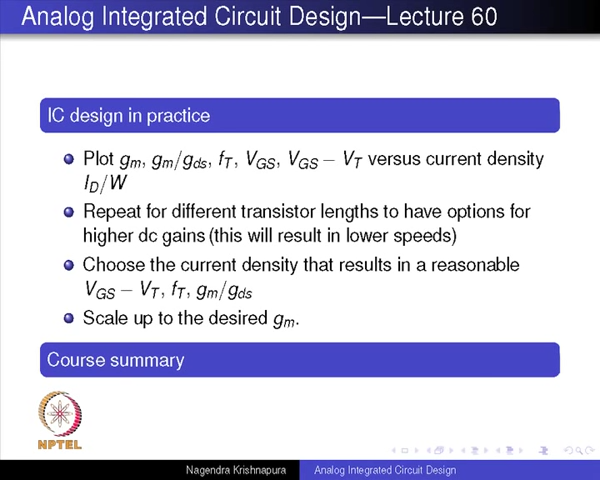 Analog Integrated Circuit Design—Lecture 60
IC design in practice
Plot gm, gm/gds, fT, VGS, VGS − VT versus current density
ID/W
Repeat for different transistor lengths to have options for
higher dc gains (this will result in lower speeds)
Choose the current density that results in a reasonable
VGS − VT, fT, gm/gds
Scale up to the desired gm.
Course summary
NPTEL
Nagendra Krishnapura Analog Integrated Circuit Design